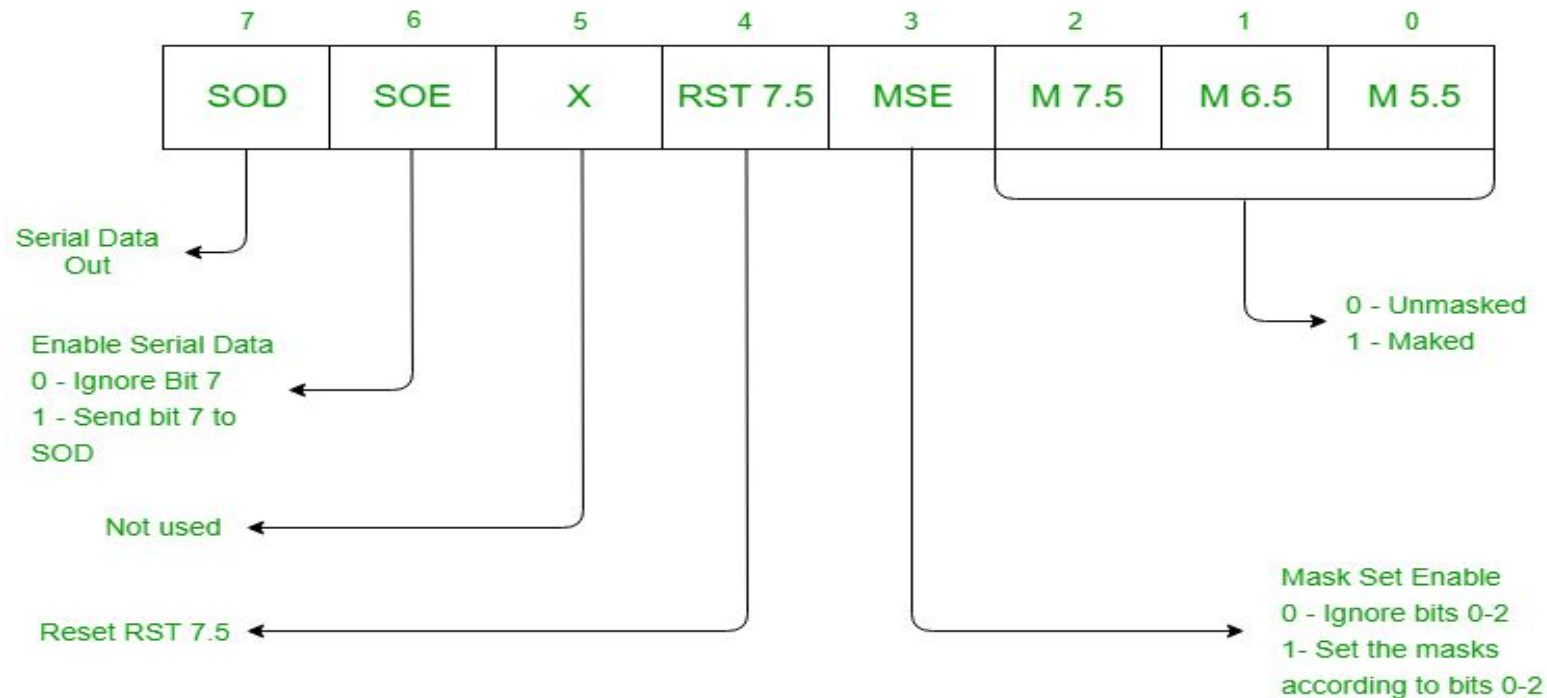 7 6 5 4 3 2 1 0
SOD SOE X RST 7.5 MSE M 7.5 M 6.5 M 5.5
Serial Data
Out
Enable Serial Data
0 - Ignore Bit 7
1 - Send bit 7 to
SOD
Not used
Reset RST 7.5
0 - Unmasked
1 - Maked
Mask Set Enable
0 - Ignore bits 0-2
1- Set the masks
according to bits 0-2